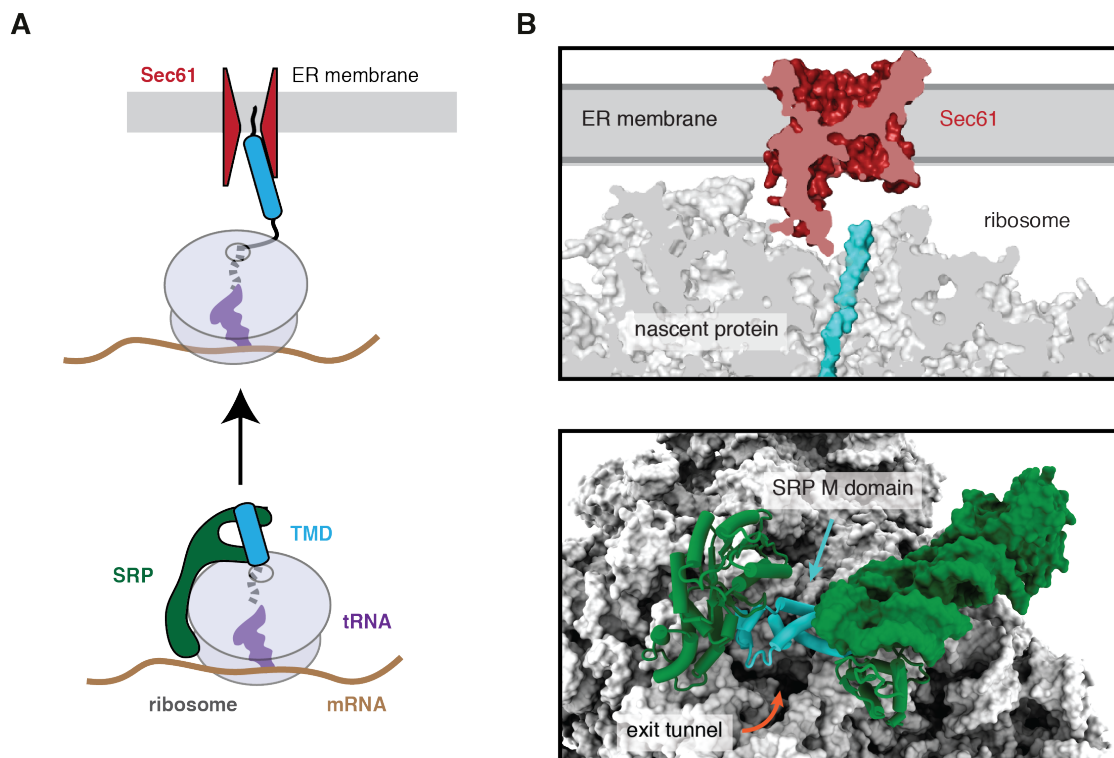 A
Sec61
ER membrane
TMD
SRP
tRNA
ribosome
mRNA
B
ER membrane
Sec61
ribosome
nascent protein
SRP M domain
exit tunnel